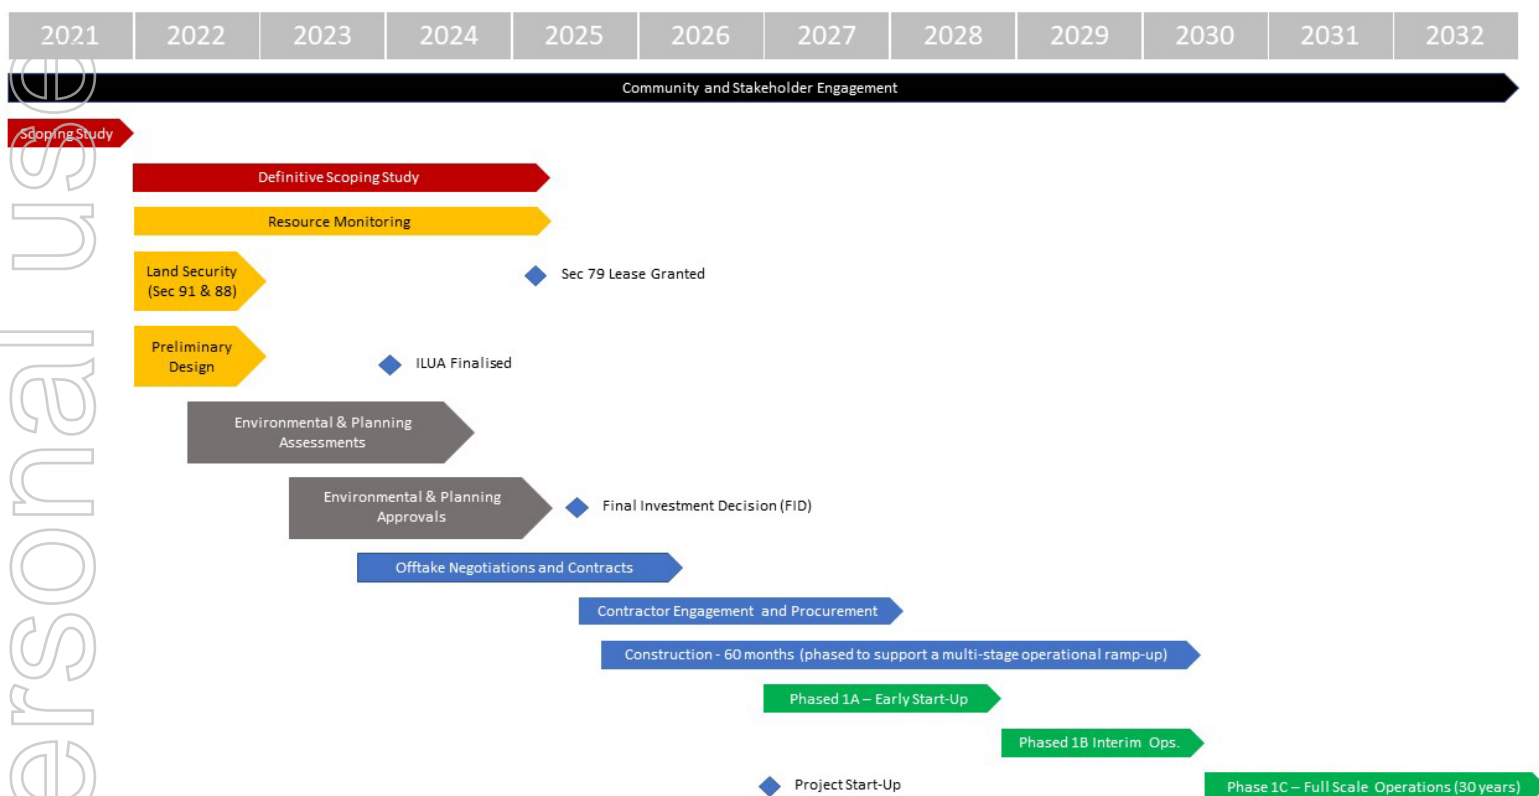 2021 2022 2023 2024 2025 2026 2027 2028 2029 2030 2031 2032
Community and Stakeholder Engagement
Scoping Study
Definitive Scoping Study
Resource Monitoring
Land Security
(Sec 91 & 88)
Sec 79 Lease Granted
Preliminary
Design
ILUA Finalised
Environmental & Planning
Assessments
Environmental & Planning
Approvals
Final Investment Decision (FID)
Offtake Negotiations and Contracts
Contractor Engagement and Procurement
Construction - 60 months (phased to support a multi-stage operational ramp-up)
Phased 1A – Early Start-Up
Phased 1B Interim Ops.
Project Start-Up
Phase 1C – Full Scale Operations (30 years)
ersonal use